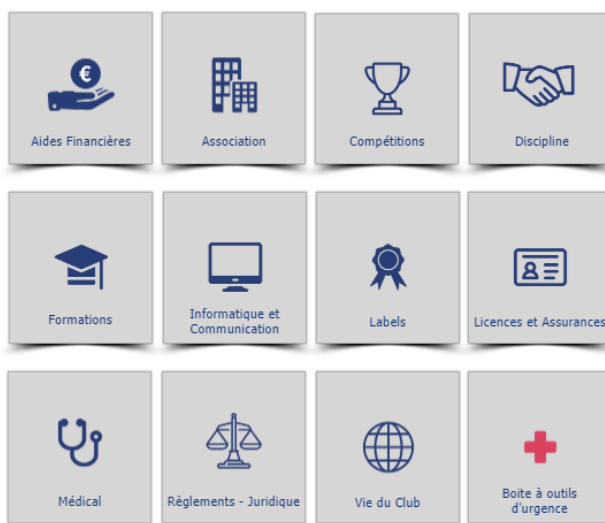 €
Aides Financières
Association
Compétitions
Discipline
Formations
Informatique et
Communication
Labels
Licences et Assurances
Médical
Règlements - Juridique
Vie du Club
Boite à outils
d'urgence